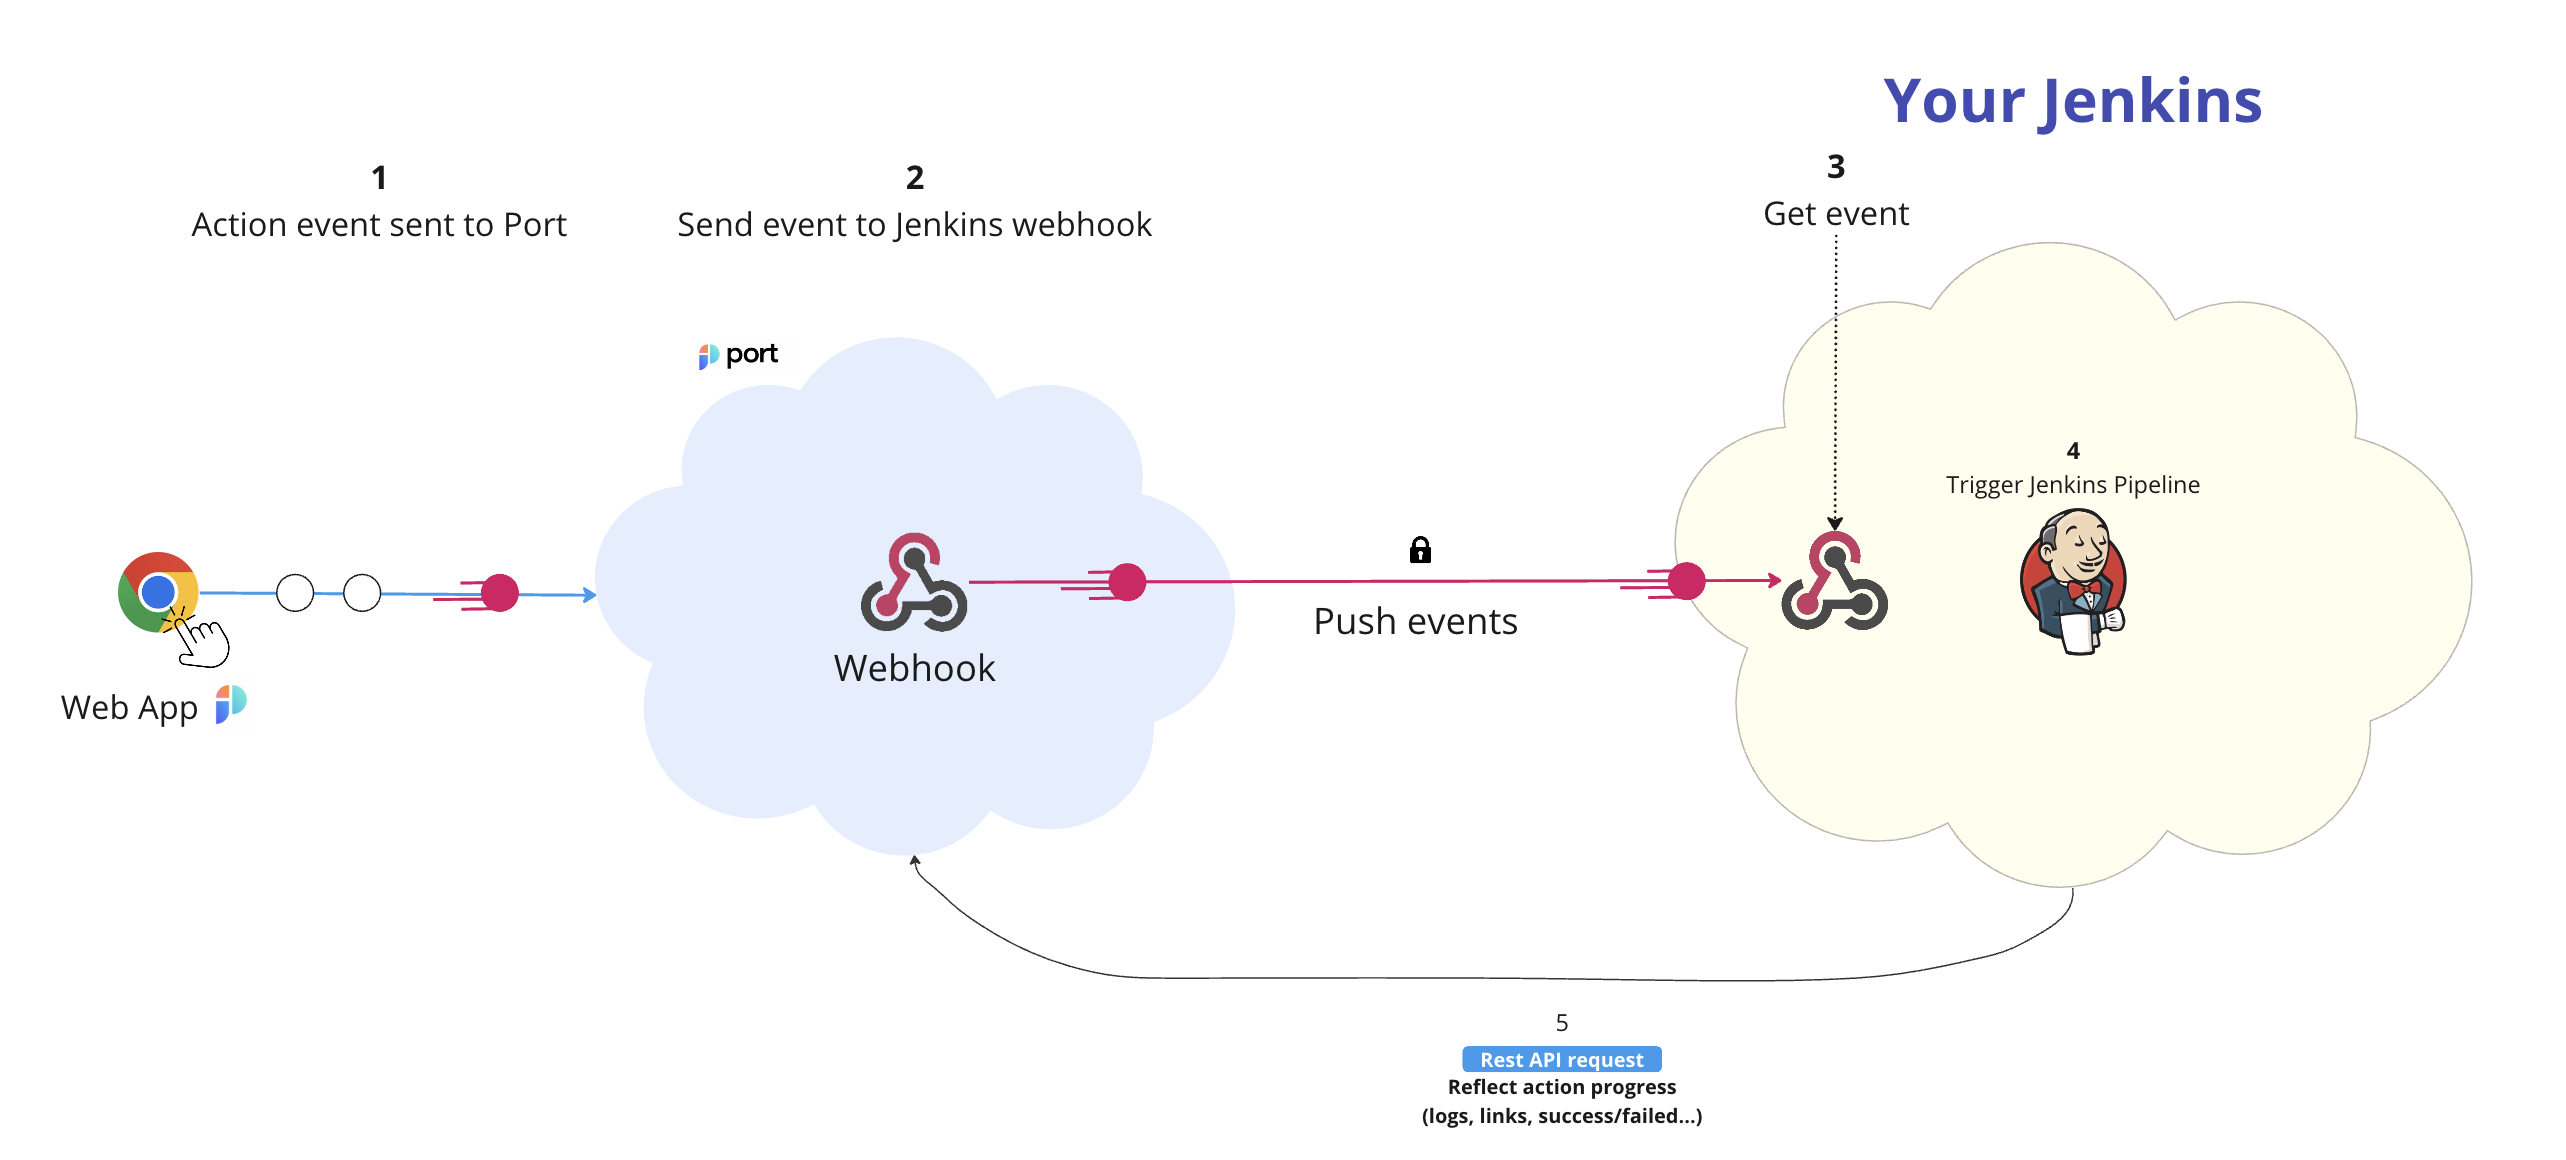 Your Jenkins
1
Action event sent to Port
2
Send event to Jenkins webhook
3
Get event
port
4
Trigger Jenkins Pipeline
Push events
Webhook
Web App
5
Rest API request
Reflect action progress
(logs, links, success/failed...)